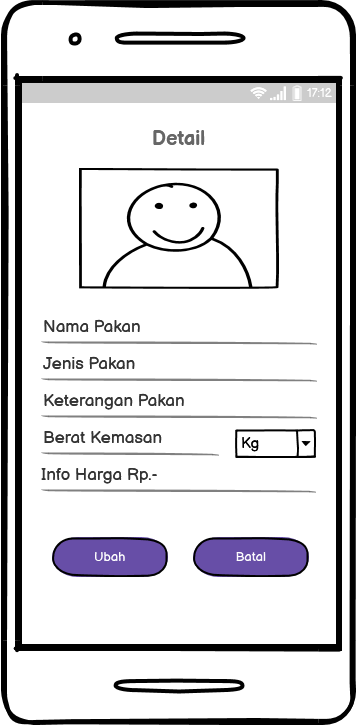 17:12
Detail
Nama Pakan
Jenis Pakan
Keterangan Pakan
Berat Kemasan Kg
Info Harga Rp.-
Ubah Batal